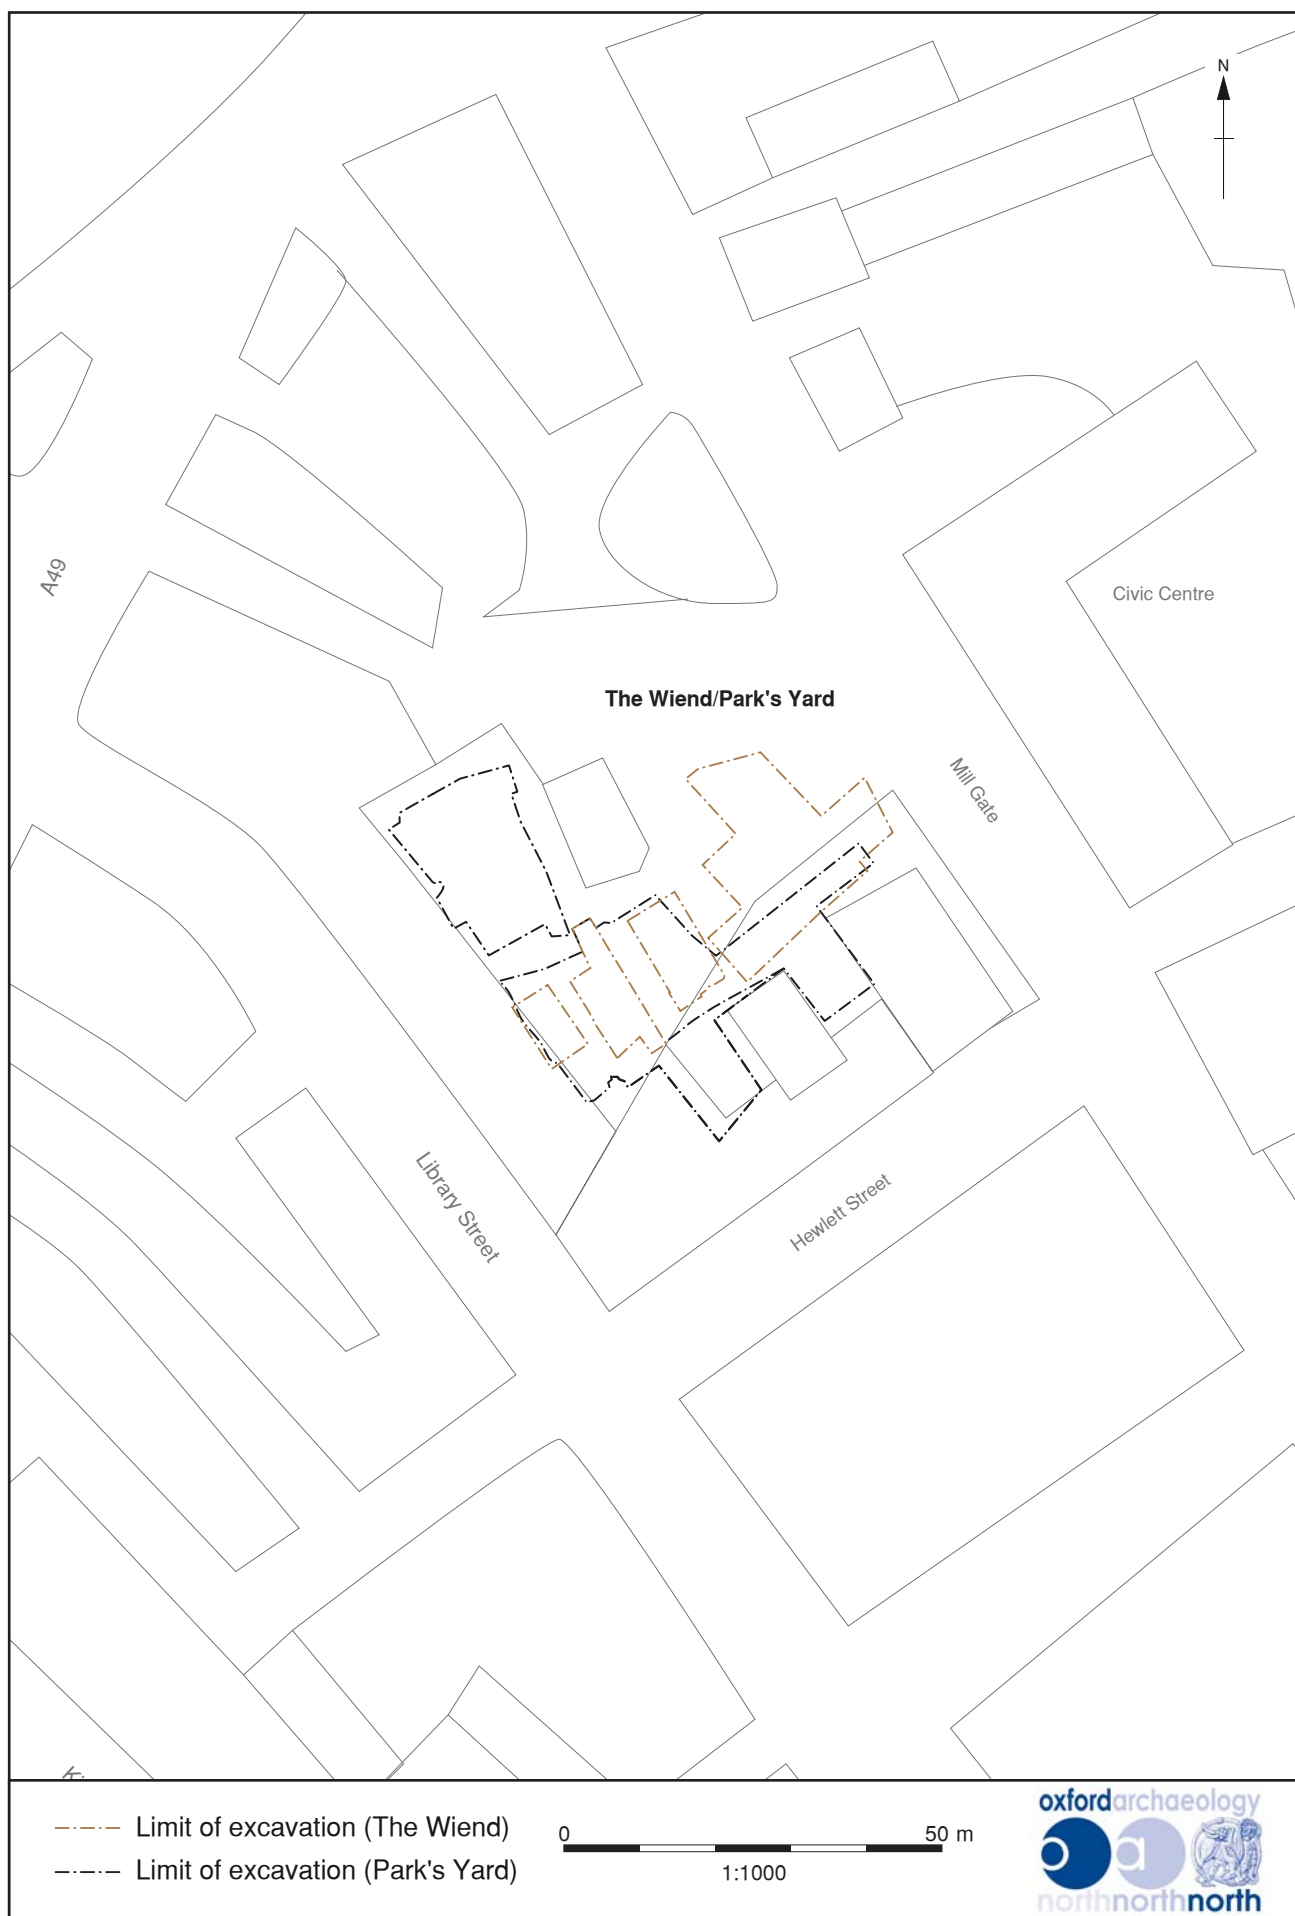 N
A49
Civic Centre
The Wiend/Park's Yard
Mill Gate
Library Street
Hewlett Street
Limit of excavation (The Wiend)
Limit of excavation (Park's Yard)
0
50 m
1:1000
oxfordarchaeology
northnorthnorth